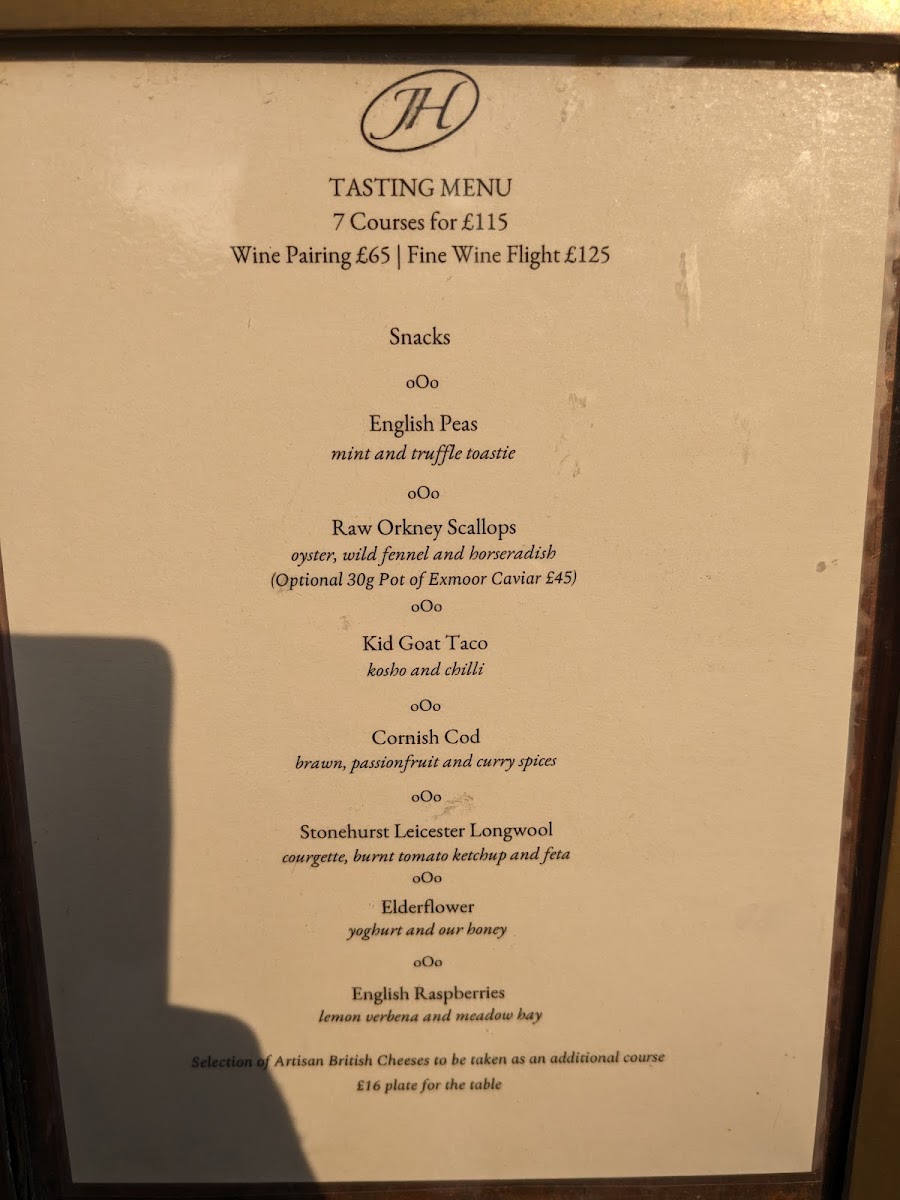 JH
TASTING MENU
7 Courses for £115
Wine Pairing £65 | Fine Wine Flight £125
Snacks
oOo
English Peas
mint and truffle toastie
oOo
Raw Orkney Scallops
oyster, wild fennel and horseradish
(Optional 30g Pot of Exmoor Caviar £45)
oOo
Kid Goat Taco
kosho and chilli
oOo
Cornish Cod
brawn, passionfruit and curry spices
oOo
Stonehurst Leicester Longwool
courgette, burnt tomato ketchup and feta
oOo
Elderflower
yoghurt and our honey
oOo
English Raspberries
lemon verbena and meadow hay
Selection of Artisan British Cheeses to be taken as an additional course
£16 plate for the table